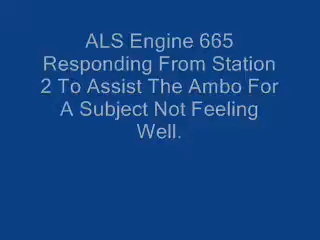 ALS Engine 665
Responding From Station
2 To Assist The Ambo For
A Subject Not Feeling
Well.